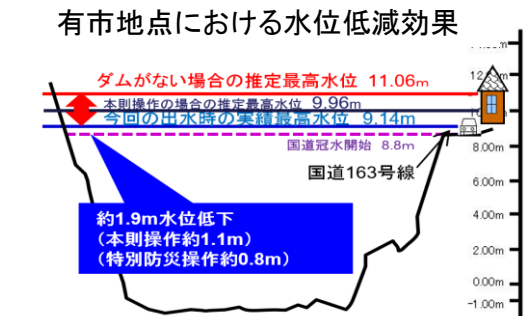 有市地点における水位低減効果
ダムがない場合の推定最高水位 11.06m
本則操作の場合の推定最高水位 9.96m
今回の出水時の実績最高水位 9.14m
国道冠水開始 8.8m
国道163号線
約1.9m水位低下
（本則操作約1.1m）
（特別防災操作約0.8m）
8.00m
6.00m
4.00m
2.00m
0.00m
-1.00m